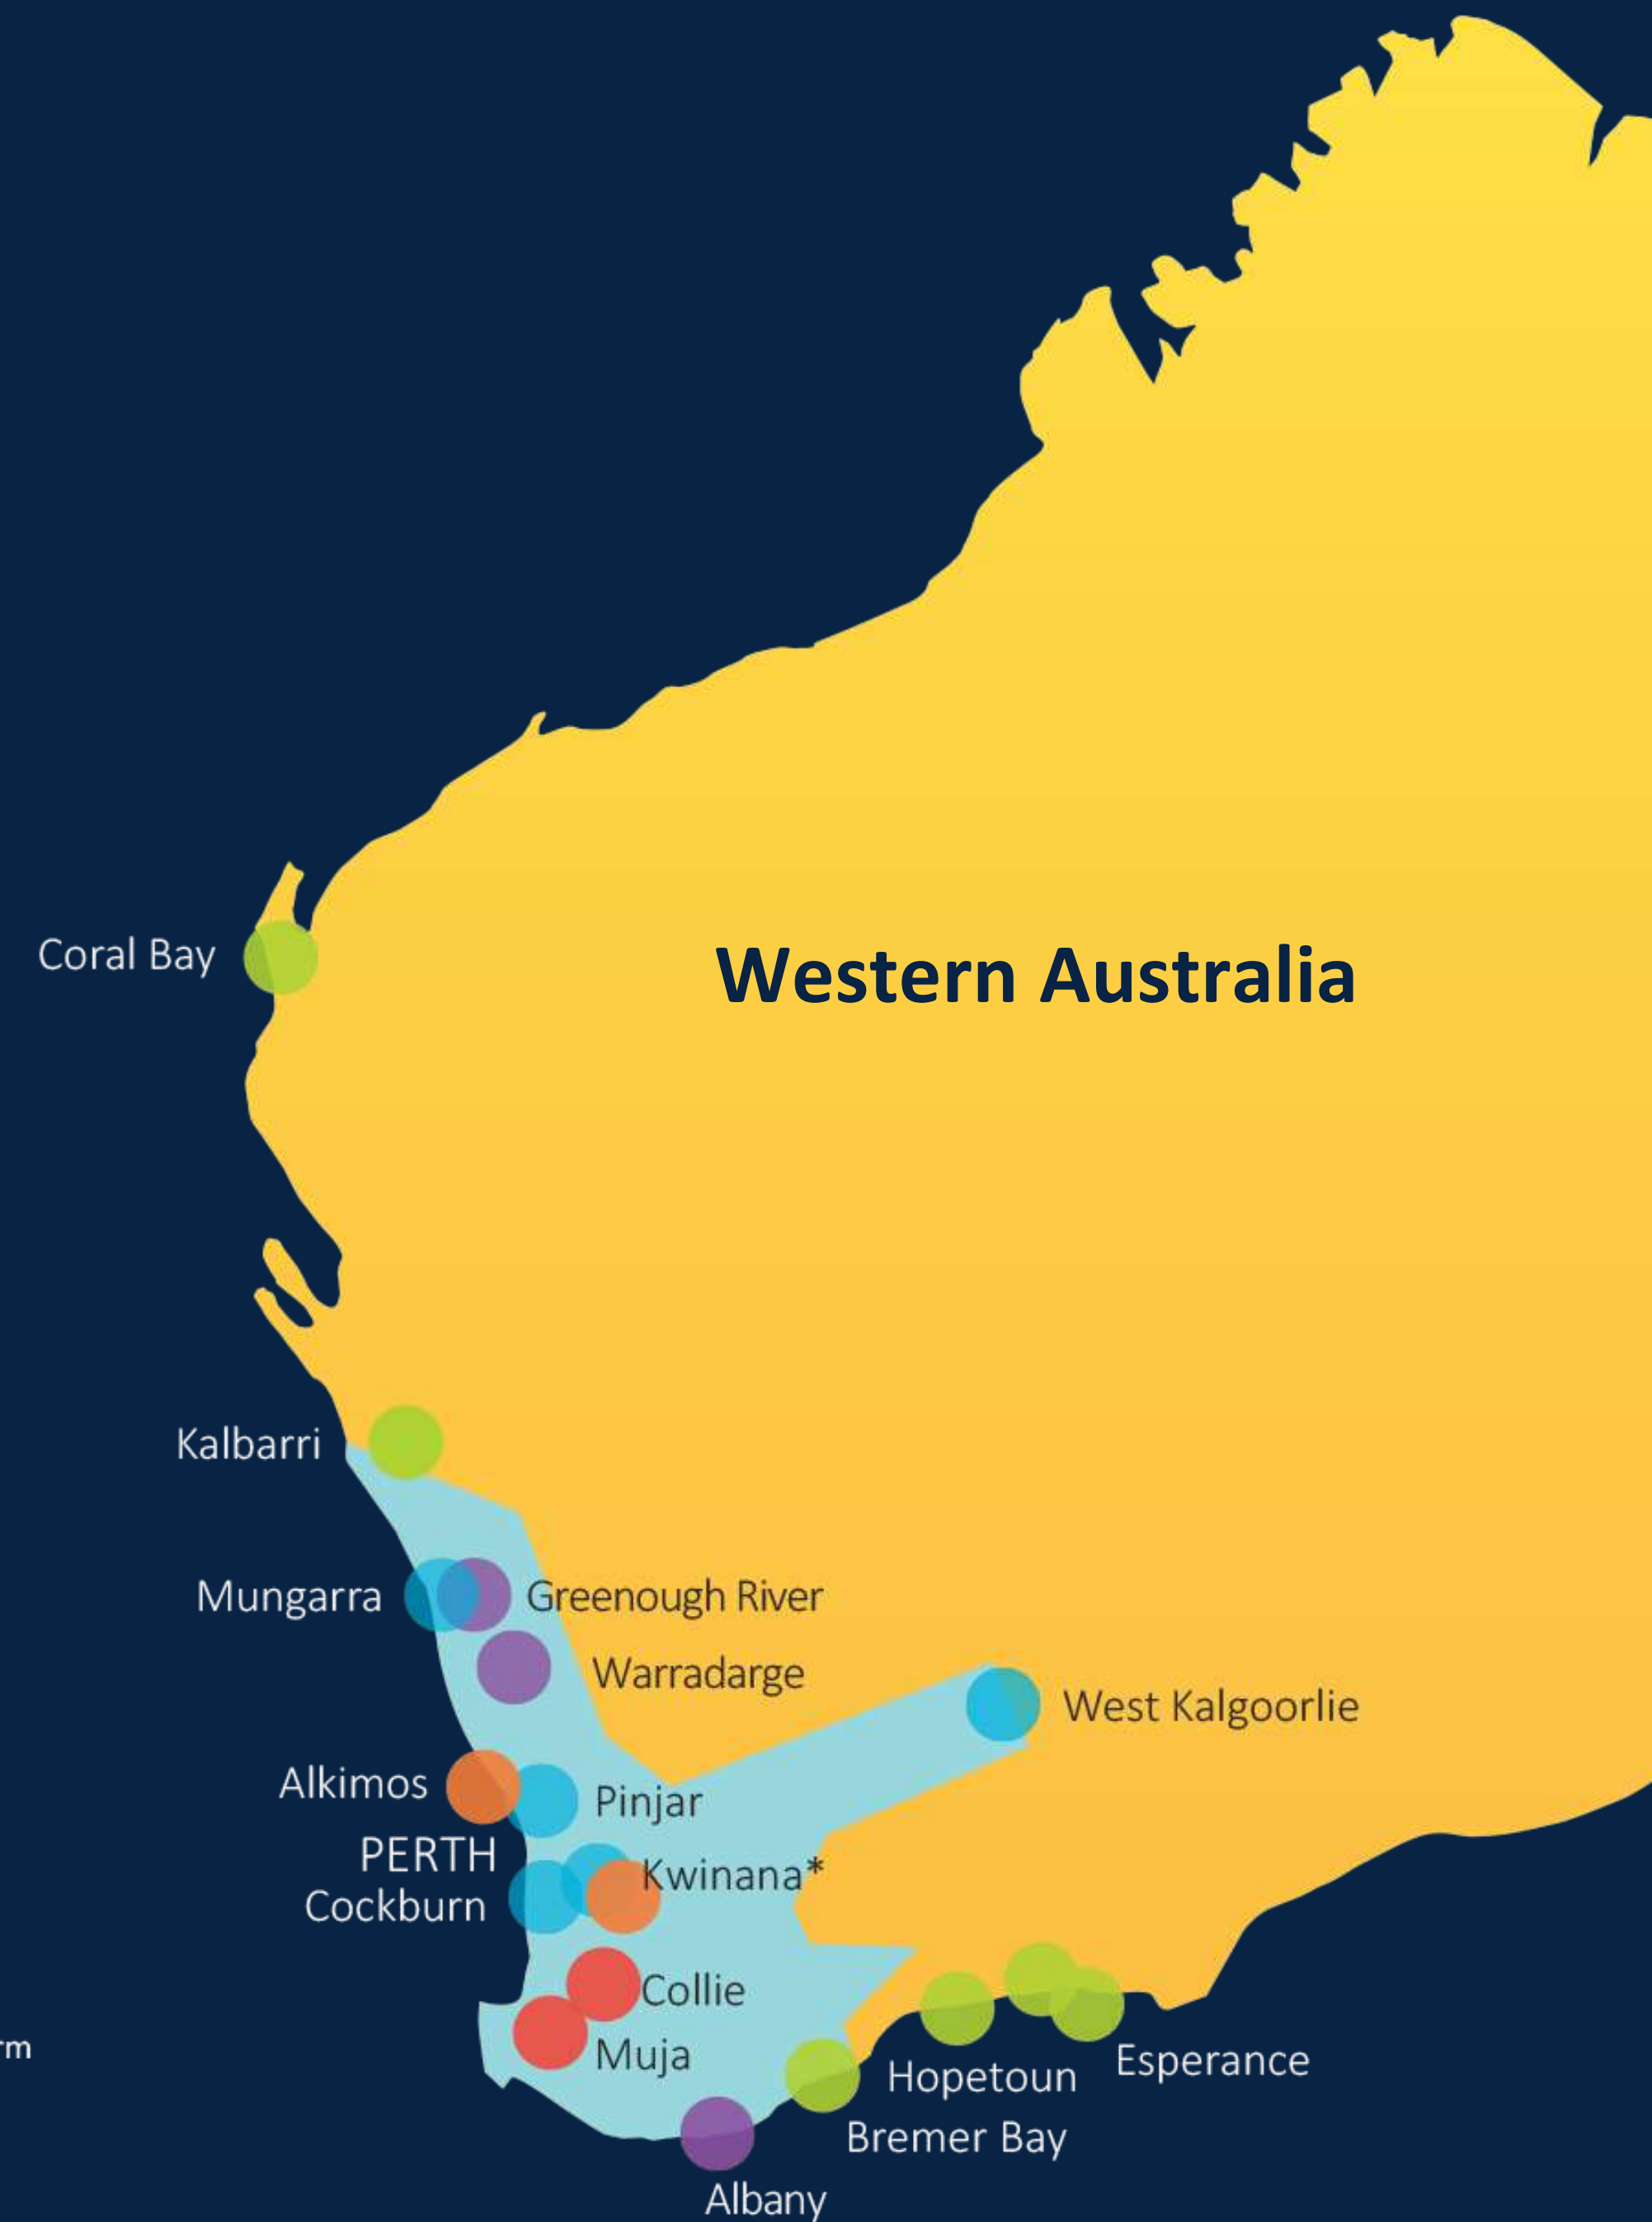 Coral Bay
Western Australia
Kalbarri
Mungarra
Greenough River
Warradarge
West Kalgoorlie
Alkimos
Pinjar
PERTH
Kwinana*
Cockburn
Collie
rm
Muja
Esperance
Hopetoun
Bremer Bay
Albany